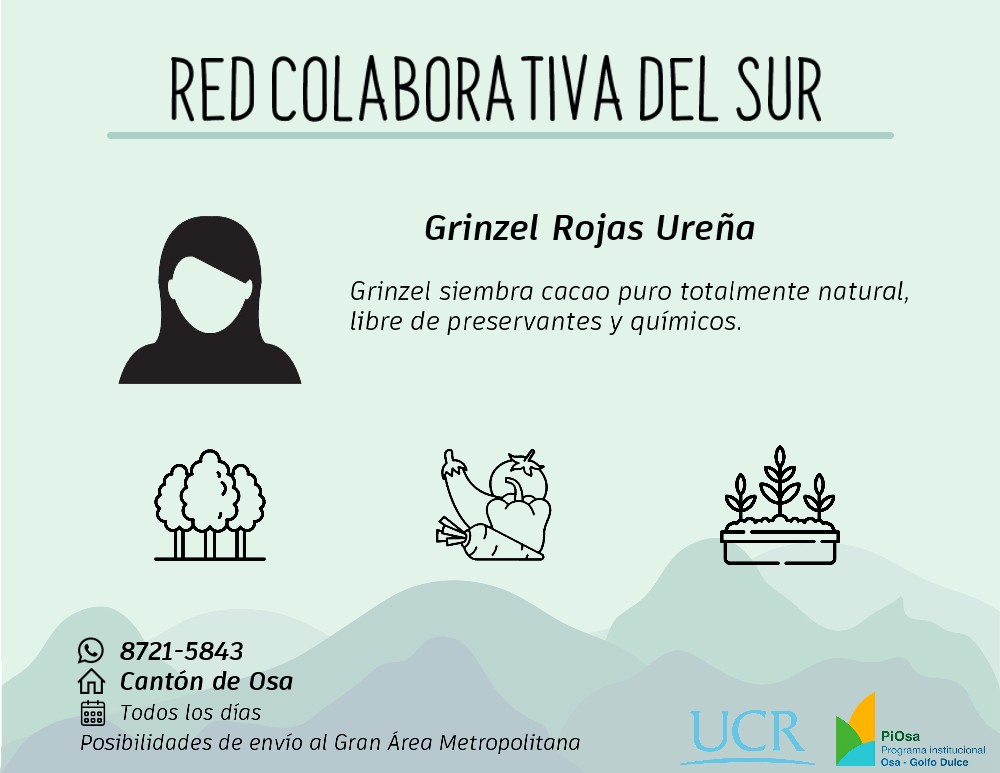 RED COLABORATIVA DEL SUR
Grinzel Rojas Ureña
Grinzel siembra cacao puro totalmente natural,
libre de preservantes y químicos.
8721-5843
Cantón de Osa
Todos los días
Posibilidades de envío al Gran Área Metropolitana
UCR
PiOsa
Programa institucional
Osa - Golfo Dulce